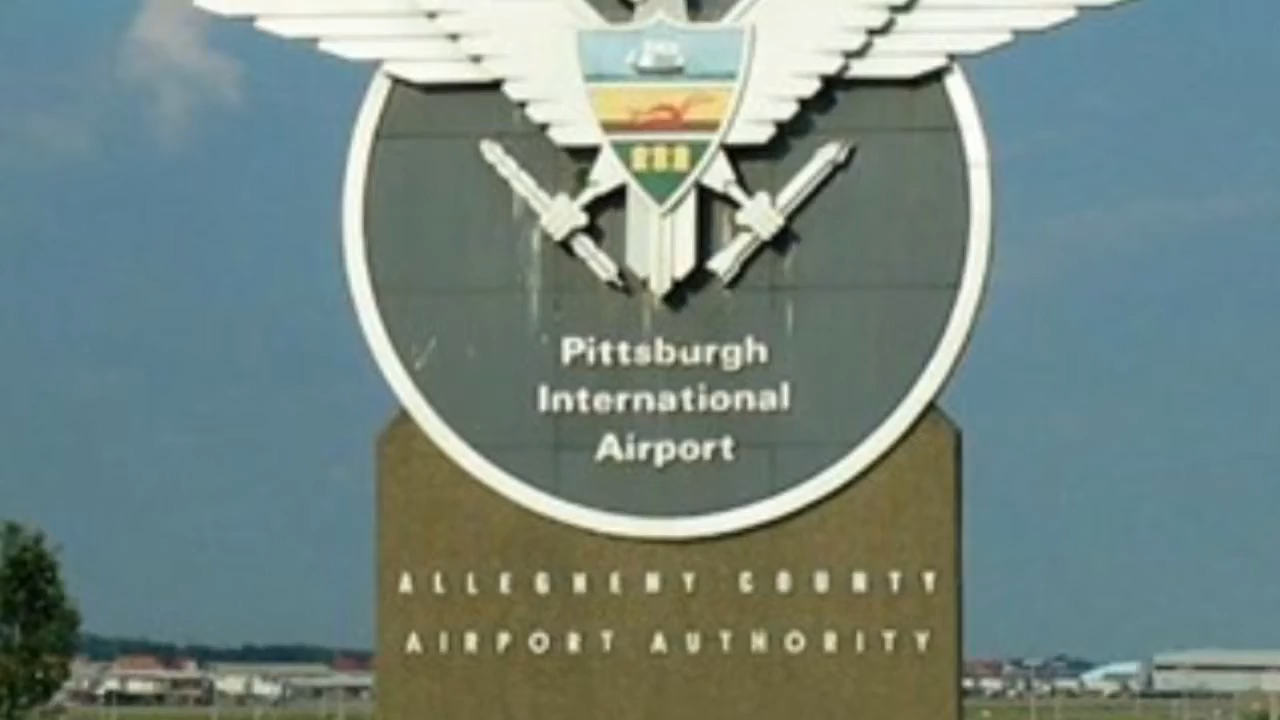 Pittsburgh
International
Airport
ALLEGHENY COUNTY
AIRPORT AUTHORITY